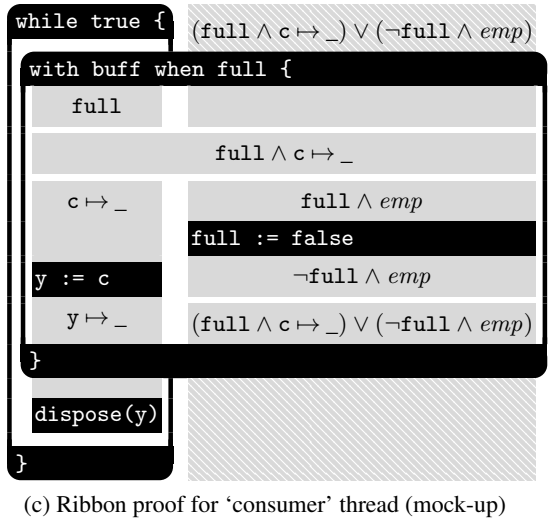 while true { (full ∧ c ↦ _) ∨ (¬full ∧ emp)
with buff when full {
full
full ∧ c ↦ _
c ↦ _ full ∧ emp
full := false
y := c ¬full ∧ emp
y ↦ _ (full ∧ c ↦ _) ∨ (¬full ∧ emp)
}
dispose(y)
}
(c) Ribbon proof for ‘consumer’ thread (mock-up)